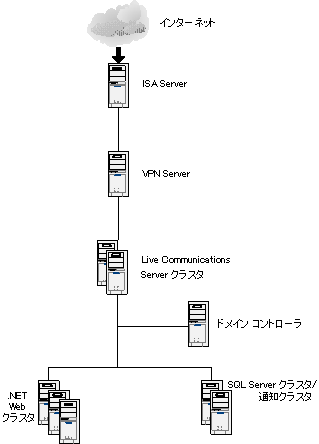 インターネット
ISA Server
VPN Server
Live Communications
Server クラスタ
ドメイン コントローラ
.NET
Web
クラスタ
SQL Server クラスタ/
通知クラスタ